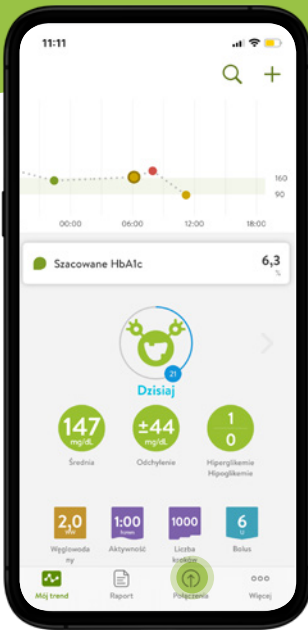 11:11
160
90
00:00 06:00 12:00 18:00
Szacowane HbA1c 6,3
%
21
Dzisiaj
147 ±44 1
mg/dL mg/dL 0
Średnia Odchylenie Hiperglikemie
Hipoglikemie
2,0 1:00 1000 6
U
Węglowoda Aktywność Liczba Bolus
ny kroków
Mój trend Raport Połączenia Więcej